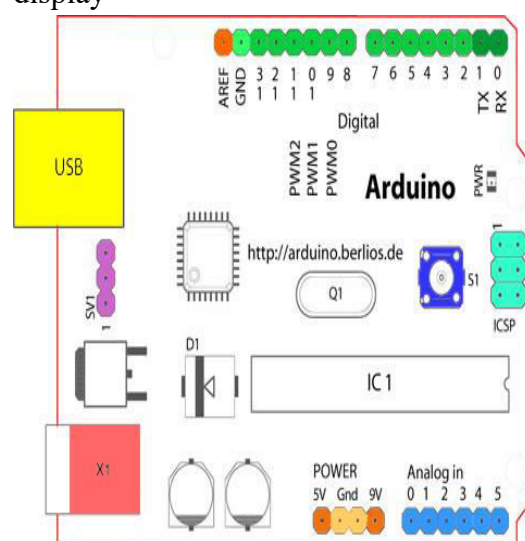 display
AREF
GND
13
12
11
10
9
8
7
6
5
4
3
2
1
0
TX
RX
Digital
PWM2
PWM1
PWM0
Arduino
PWR
USB
http://arduino.berlios.de
1
ICSP
S1
Q1
SV1
1
D1
IC 1
X1
POWER
5V Gnd 9V
Analog in
0 1 2 3 4 5